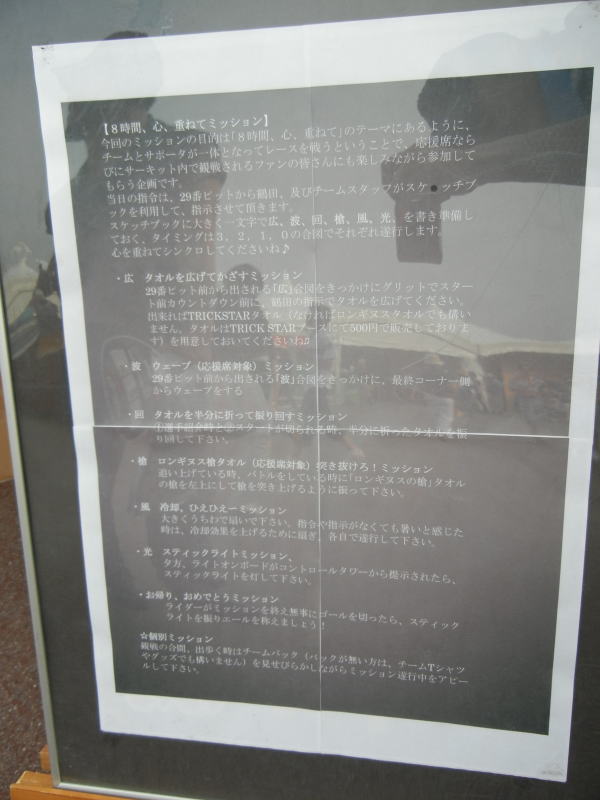 【８時間、心、重ねてミッション】
今回のミッションの目的は「８時間、心、重ねて」のテーマにあるように、
チームとサポータが一体となってレースを戦うということで、応援席なら
びにサーキット内で観戦されるファンの皆さんにも楽しみながら参加して
もらう企画です。
当日の指令は、29番ピットから鶴田、及びチームスタッフがスケッチブ
ックを利用して、指示させて頂きます。
スケッチブックに大きく一文字で広、波、回、槍、風、光、を書き準備し
ておく、タイミングは３、２，１，０の合図でそれぞれ遂行します。
心を重ねてシンクロしてくださいね♪
・広　タオルを広げてかざすミッション
29番ピット前から出される「広」合図をきっかけにグリットでスター
ト前カウントダウン前に、鶴田の指示でタオルを広げてください。
出来ればTRICKSTARタオル（なければロンギヌスタオルでも構い
ません、タオルはTRICK STARブースにて500円で販売しておりま
す）を用意しておいてくださいね♫
・波　ウェーブ（応援席対象）ミッション
29番ピット前から出される「波」合図をきっかけに、最終コーナー側
からウェーブをする
・回　タオルを半分に折って振り回すミッション
①選手紹介時と②スタートが切られる時、半分に折ったタオルを振
り回して下さい。
・槍　ロンギヌス槍タオル（応援席対象）突き抜けろ！ミッション
追い上げている時、バトルをしている時に「ロンギヌスの槍」タオル
の槍を左上にして槍を突き上げるように振って下さい。
・風　冷却、ひえひえーミッション
大きくうちわで扇いで下さい。指令や指示がなくても暑いと感じた
時は、冷却効果を上げるために扇ぎ、各自で遂行して下さい。
・光　スティックライトミッション、
夕方、ライトオンボードがコントロールタワーから提示されたら、
スティックライトを灯して下さい。
・お帰り、おめでとうミッション
ライダーがミッションを終え無事にゴールを切ったら、スティック
ライトを振りエールを称えましょう！
☆個別ミッション
観戦の合間、出歩く時はチームパック（パックが無い方は、チームTシャツ
やグッズでも構いません）を見せびらかしながらミッション遂行中をアピー
ルして下さい。